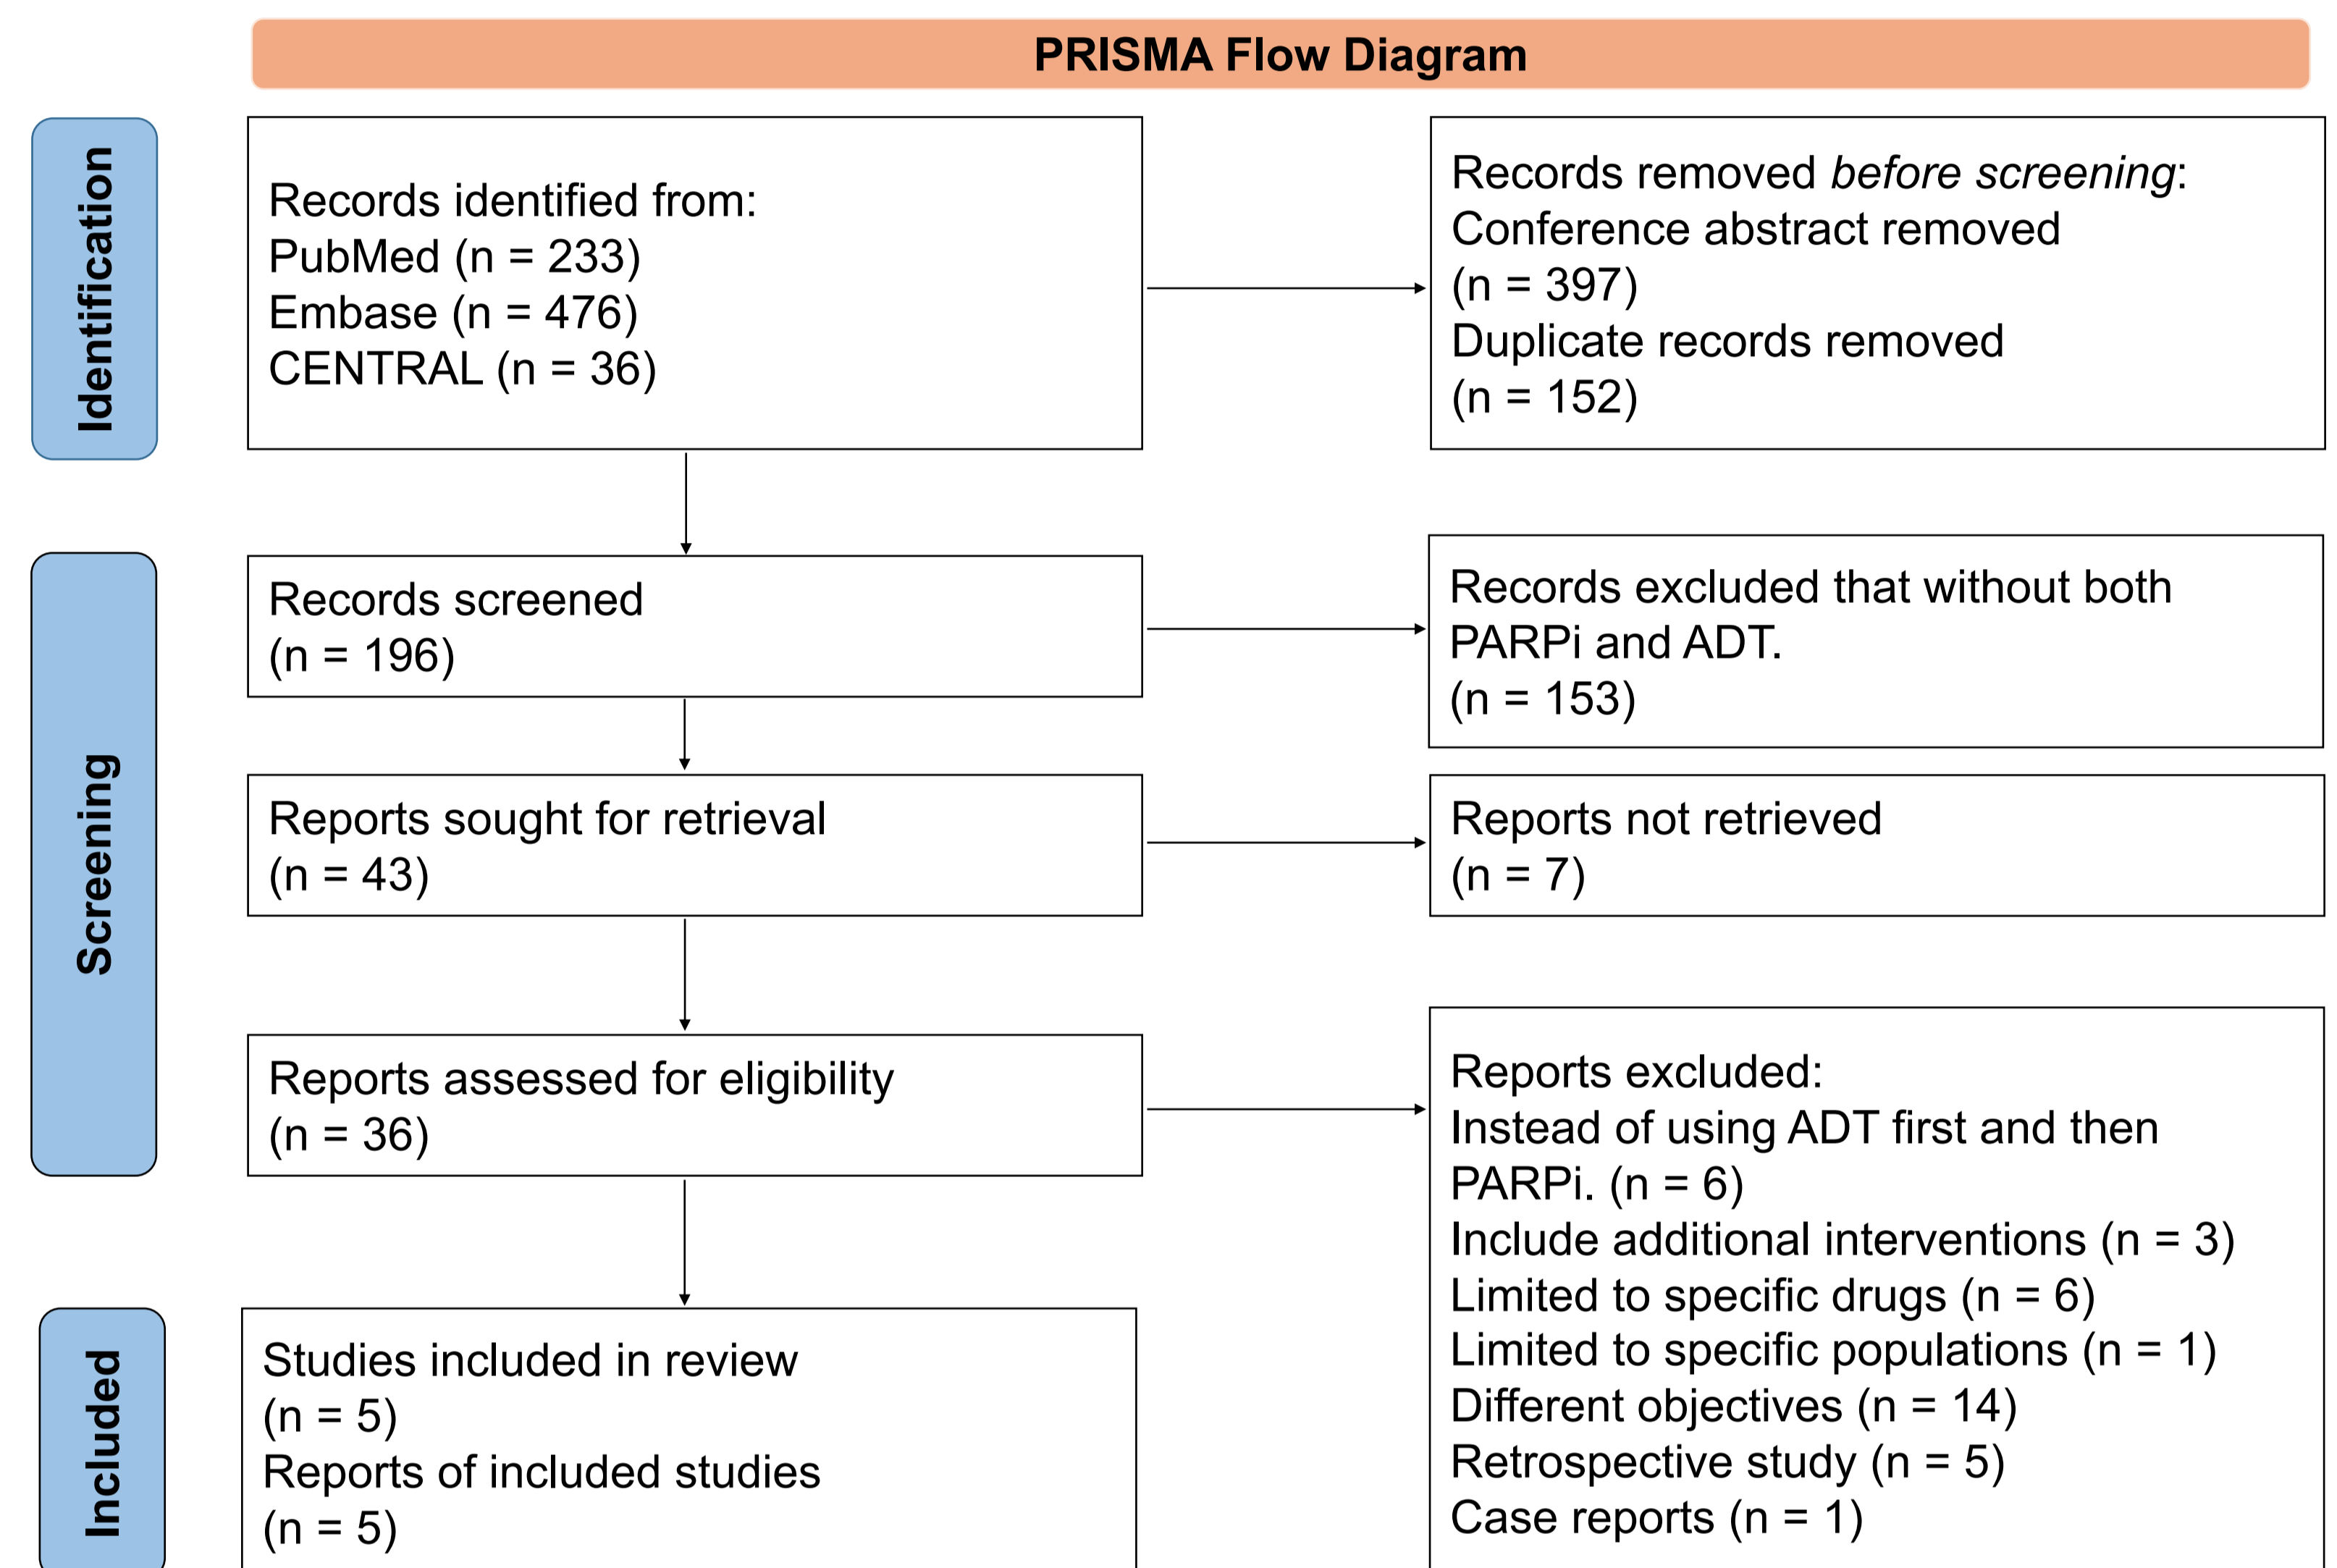 PRISMA Flow Diagram
Identification
Records identified from:
PubMed (n = 233)
Embase (n = 476)
CENTRAL (n = 36)
Records removed before screening:
Conference abstract removed
(n = 397)
Duplicate records removed
(n = 152)
Screening
Records screened
(n = 196)
Records excluded that without both
PARPi and ADT.
(n = 153)
Reports sought for retrieval
(n = 43)
Reports not retrieved
(n = 7)
Reports assessed for eligibility
(n = 36)
Reports excluded:
Instead of using ADT first and then
PARPi. (n = 6)
Include additional interventions (n = 3)
Limited to specific drugs (n = 6)
Limited to specific populations (n = 1)
Different objectives (n = 14)
Retrospective study (n = 5)
Case reports (n = 1)
Included
Studies included in review
(n = 5)
Reports of included studies
(n = 5)